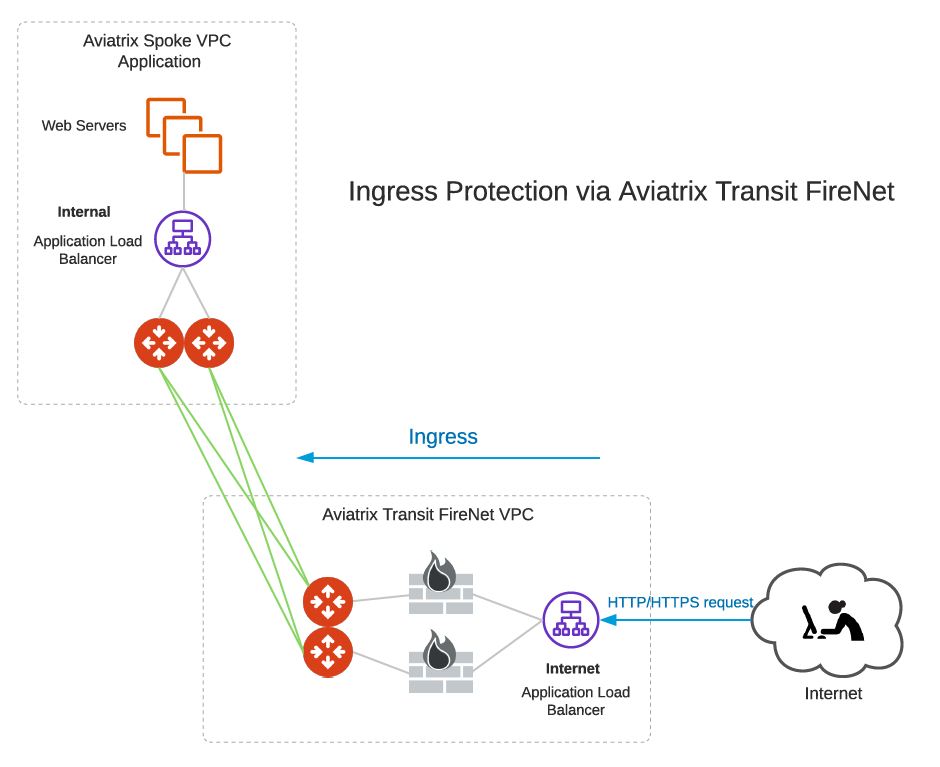 Aviatrix Spoke VPC
Application
Web Servers
Internal
Application Load
Balancer
Ingress Protection via Aviatrix Transit FireNet
Ingress
Aviatrix Transit FireNet VPC
HTTP/HTTPS request
Internet
Application Load
Balancer
Internet